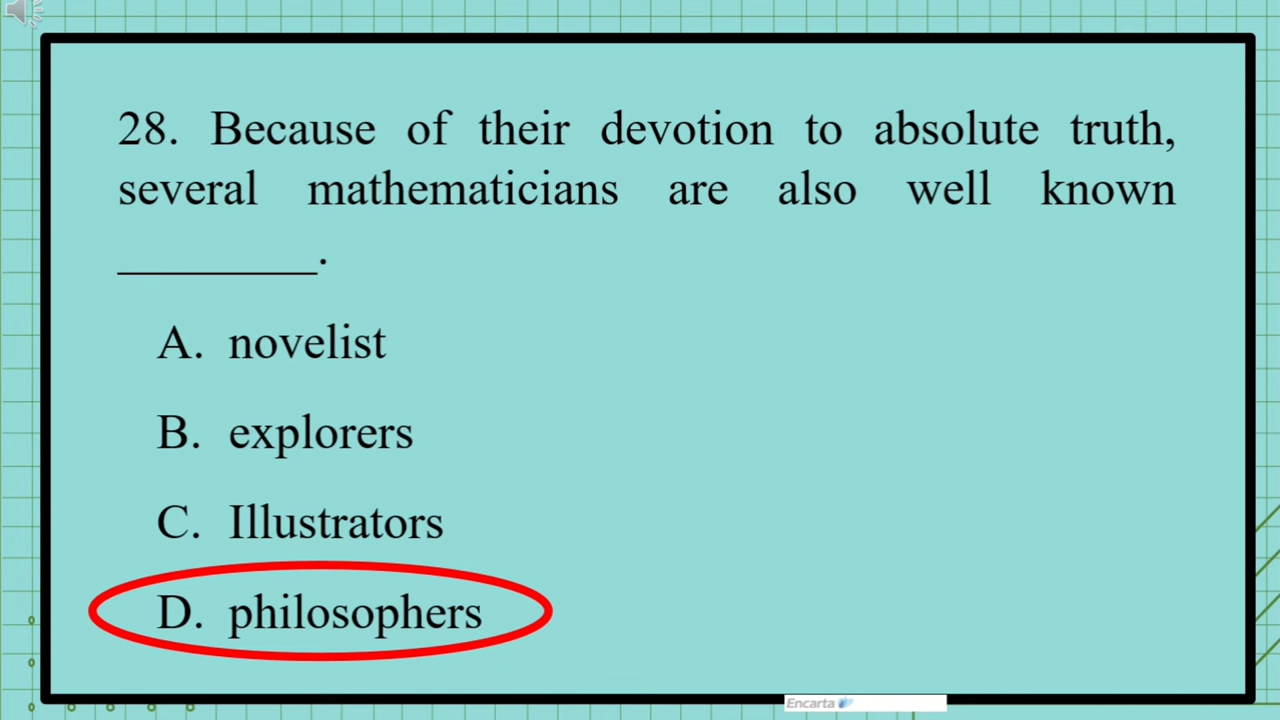 28. Because of their devotion to absolute truth,
several mathematicians are also well known
________.
A. novelist
B. explorers
C. Illustrators
D. philosophers
Encarta